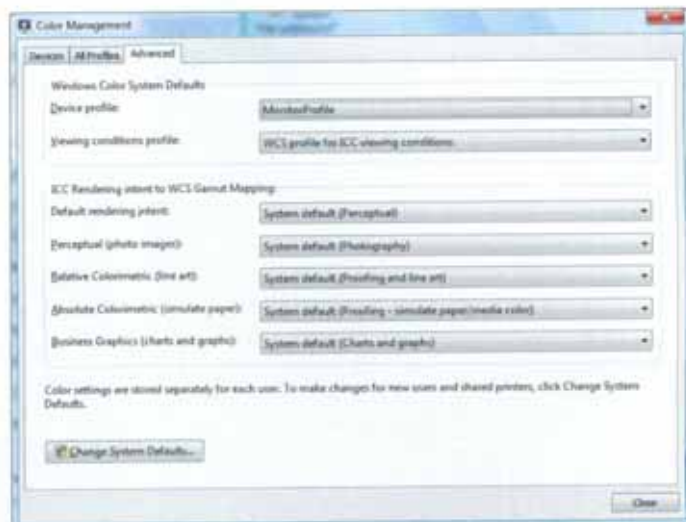 Color Management
Devices All Profiles Advanced
Windows Color System Defaults
Device profile: MonitorProfile
Viewing conditions profile: WCS profile for ICC viewing conditions
ICC Rendering intent to WCS Gamut Mapping:
Default rendering intent: System default (Perceptual)
Perceptual (photo images): System default (Photography)
Relative Colorimetric (line art): System default (Proofing and line art)
Absolute Colorimetric (simulate paper): System default (Proofing - simulate paper/media color)
Business Graphics (charts and graphs): System default (Charts and graphs)
Color settings are stored separately for each user. To make changes for new users and shared printers, click Change System
Defaults.
Change System Defaults...
Close